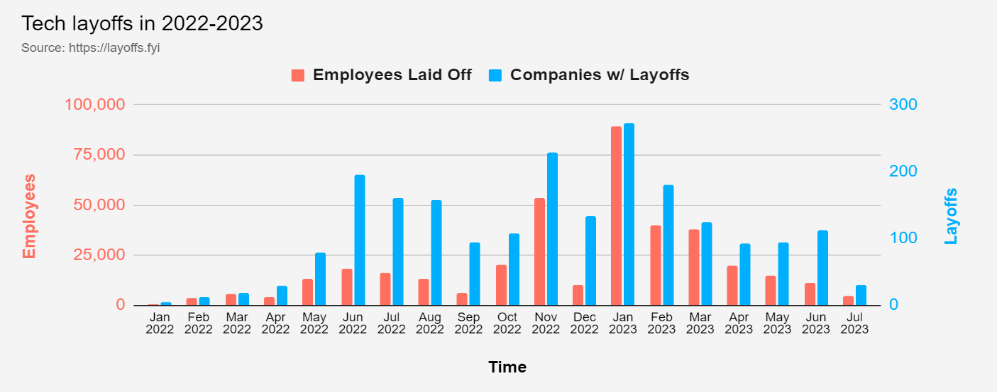 Tech layoffs in 2022-2023
Source: https://layoffs.fyi
Employees Laid Off Companies w/ Layoffs
100,000 300
75,000
200
50,000
100
25,000
0 0
Employees
Layoffs
Jan Feb Mar Apr May Jun Jul Aug Sep Oct Nov Dec Jan Feb Mar Apr May Jun Jul
2022 2022 2022 2022 2022 2022 2022 2022 2022 2022 2022 2022 2023 2023 2023 2023 2023 2023 2023
Time